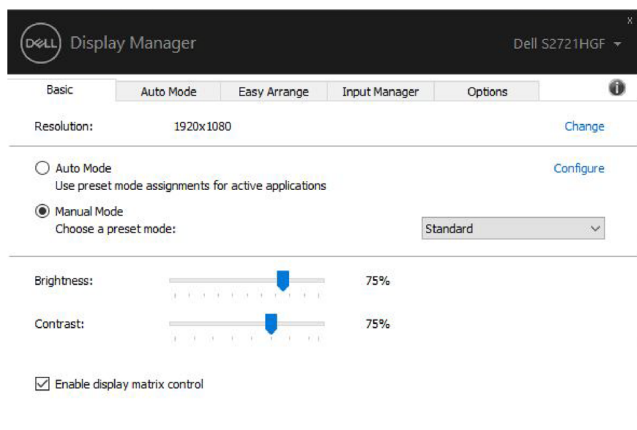 DELL Display Manager
x
Dell S2721HGF
Basic Auto Mode Easy Arrange Input Manager Options
Resolution: 1920x1080 Change
Auto Mode Configure
Use preset mode assignments for active applications
Manual Mode
Choose a preset mode: Standard
Brightness: 75%
Contrast: 75%
Enable display matrix control